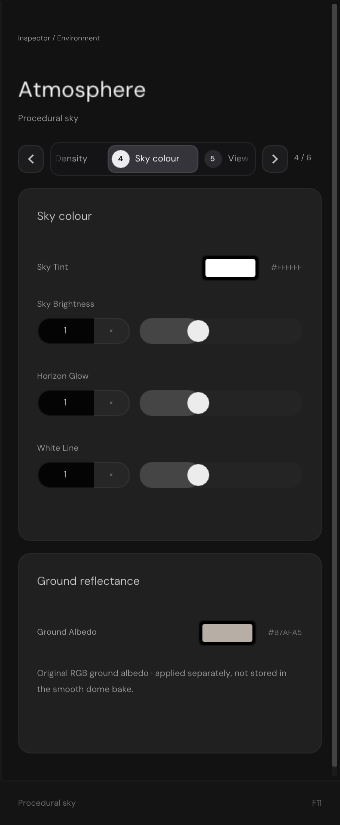 Inspector / Environment
Atmosphere
Procedural sky
Density
4 Sky colour
5 View
4 / 6
Sky colour
Sky Tint
#FFFFFF
Sky Brightness
1
×
Horizon Glow
1
×
White Line
1
×
Ground reflectance
Ground Albedo
#B7AFA5
Original RGB ground albedo · applied separately, not stored in
the smooth dome bake.
Procedural sky
F11